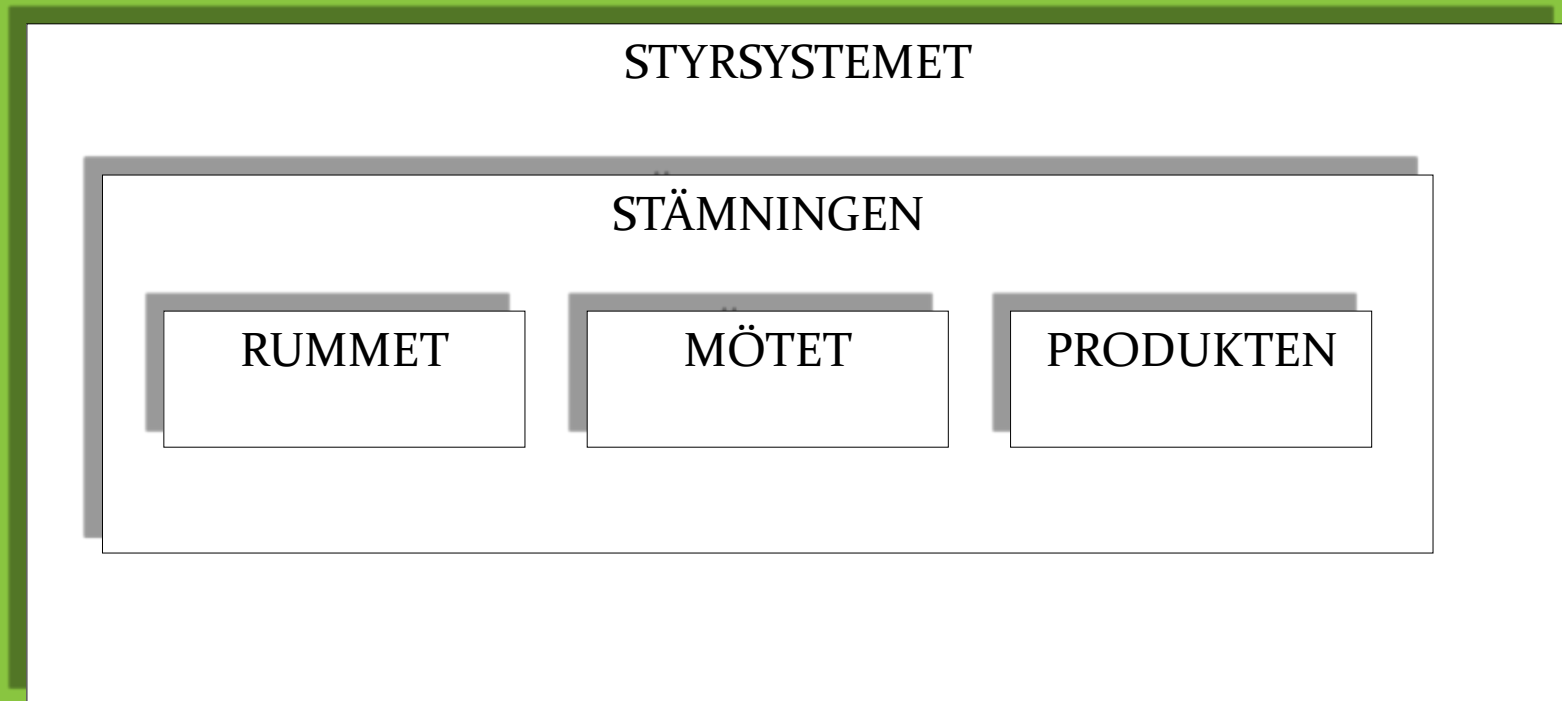 STYRSYSTEMET
STÄMNINGEN
RUMMET
MÖTET
PRODUKTEN